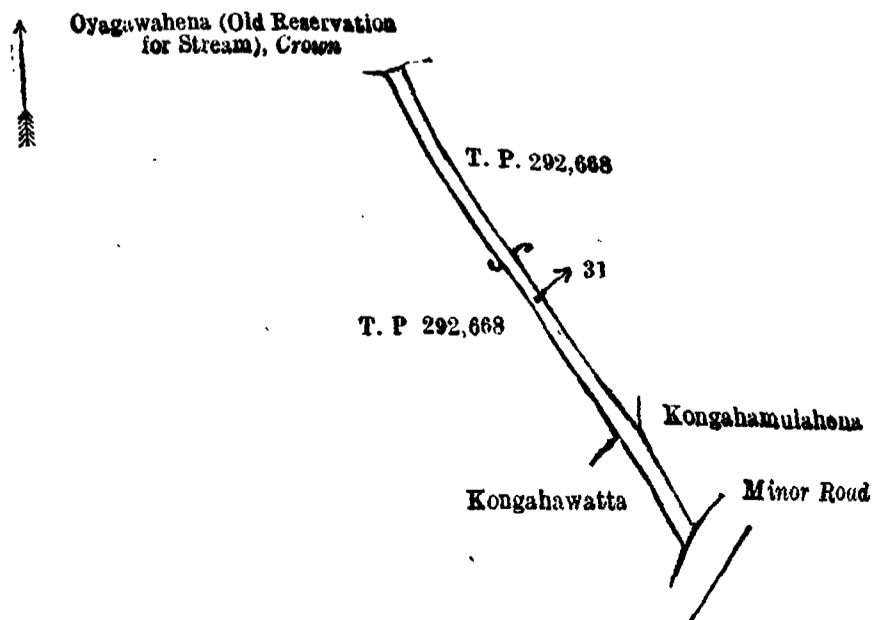 Oyagawahena (Old Reservation
for Stream), Crown
T. P. 292,668
31
T. P 292,668
Kongahamulahena
Kongahawatta
Minor Road